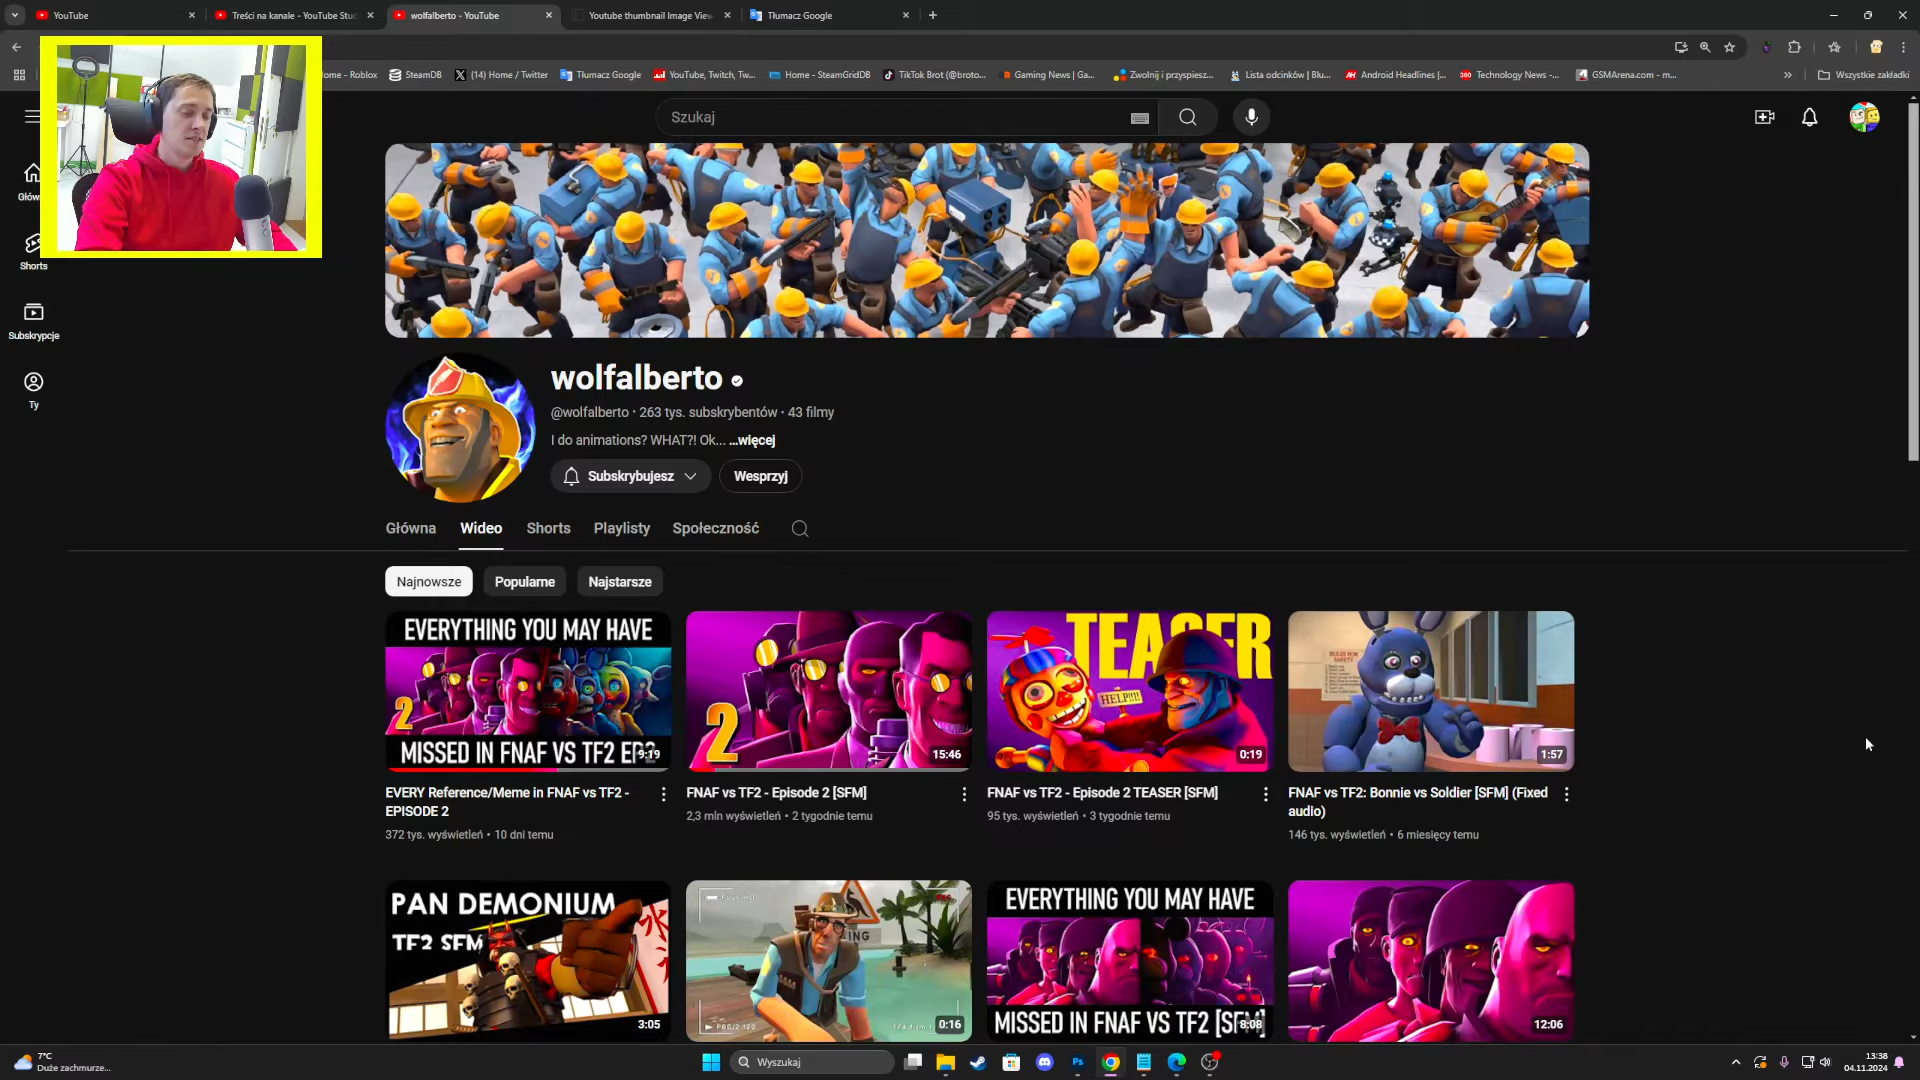 YouTube
Treści na kanale - YouTube Stu
wolfalberto - YouTube
Youtube thumbnail Image View
Tłumacz Google
ome - Roblox
SteamDB
(14) Home / Twitter
Tłumacz Google
YouTube, Twitch, Tw...
Home - SteamGridDB
TikTok Brot (@broto...
Gaming News | Ga...
Zwolnij i przyspiesz...
Lista odcinków | Blu...
Android Headlines |...
Technology News -...
GSMArena.com - m...
Wszystkie zakładki
Szukaj
Główn
Shorts
Subskrypcje
Ty
wolfalberto
@wolfalberto • 263 tys. subskrybentów • 43 filmy
I do animations? WHAT?! Ok... ...więcej
Subskrybujesz
Wesprzyj
Główna
Wideo
Shorts
Playlisty
Społeczność
Najnowsze
Popularne
Najstarsze
EVERYTHING YOU MAY HAVE
2
MISSED IN FNAF VS TF2 EP2
9:19
2
15:46
TEASER
HELP!!!!
0:19
RULES FOR
SAFETY
1:57
EVERY Reference/Meme in FNAF vs TF2 -
EPISODE 2
372 tys. wyświetleń • 10 dni temu
FNAF vs TF2 - Episode 2 [SFM]
2,3 mln wyświetleń • 2 tygodnie temu
FNAF vs TF2 - Episode 2 TEASER [SFM]
95 tys. wyświetleń • 3 tygodnie temu
FNAF vs TF2: Bonnie vs Soldier [SFM] (Fixed
audio)
146 tys. wyświetleń • 6 miesięcy temu
PAN DEMONIUM
TF2 SFM
水
3:05
ING
0:16
EVERYTHING YOU MAY HAVE
MISSED IN FNAF VS TF2 [SFM]
8:08
12:06
7°C
Duże zachmurze...
Wyszukaj
13:38
04.11.2024